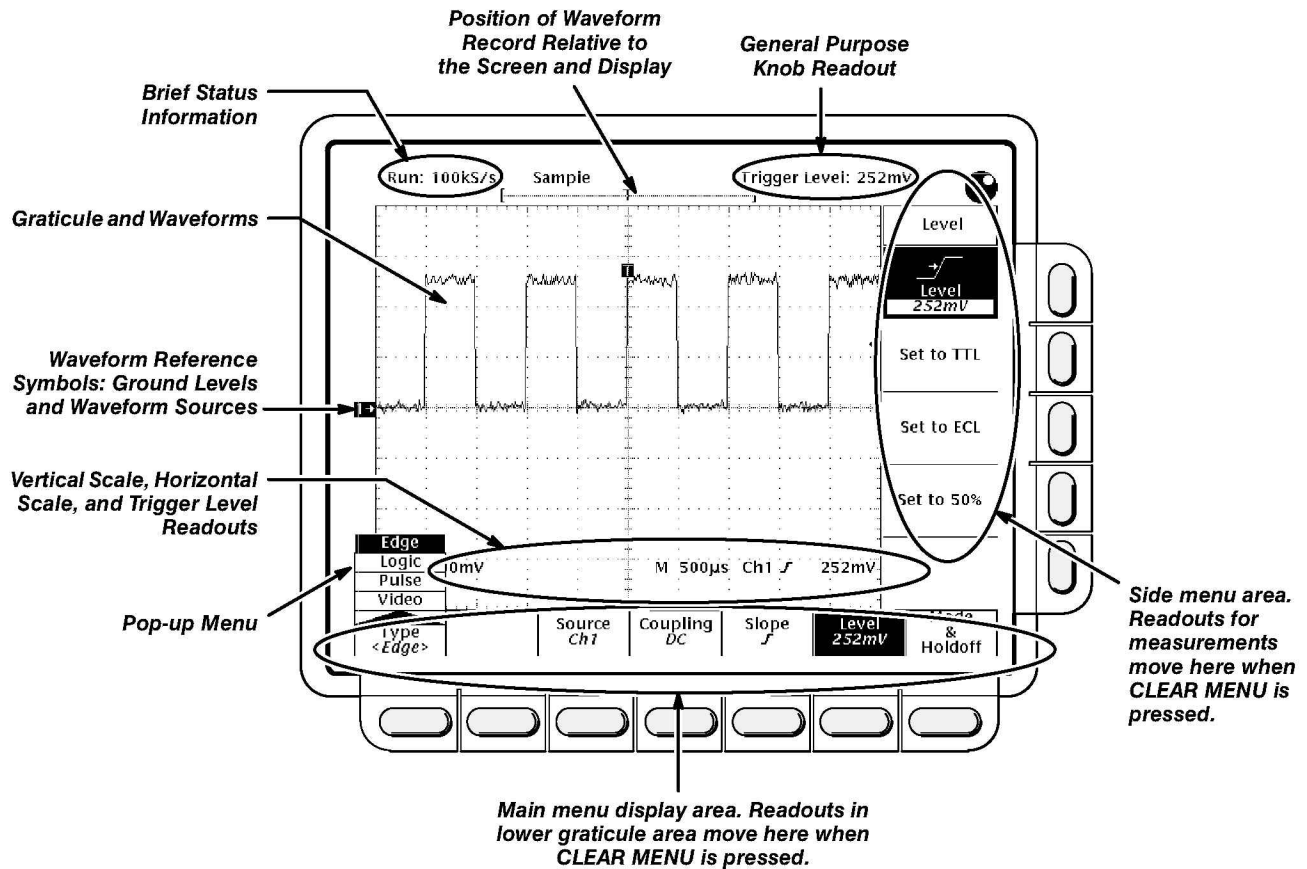 Position of Waveform
Record Relative to
the Screen and Display
General Purpose
Knob Readout
Brief Status
Information
Run: 100kS/s
Sample
Trigger Level: 252mV
Graticule and Waveforms
Level
Level
252mV
Set to TTL
Set to ECL
Set to 50%
Waveform Reference
Symbols: Ground Levels
and Waveform Sources
Vertical Scale, Horizontal
Scale, and Trigger Level
Readouts
Edge
Logic
Pulse
Video
0mV
M 500µs Ch1
252mV
Pop-up Menu
Type
<Edge>
Source
Ch1
Coupling
DC
Slope
Level
252mV
Mode
&
Holdoff
Side menu area.
Readouts for
measurements
move here when
CLEAR MENU is
pressed.
Main menu display area. Readouts in
lower graticule area move here when
CLEAR MENU is pressed.